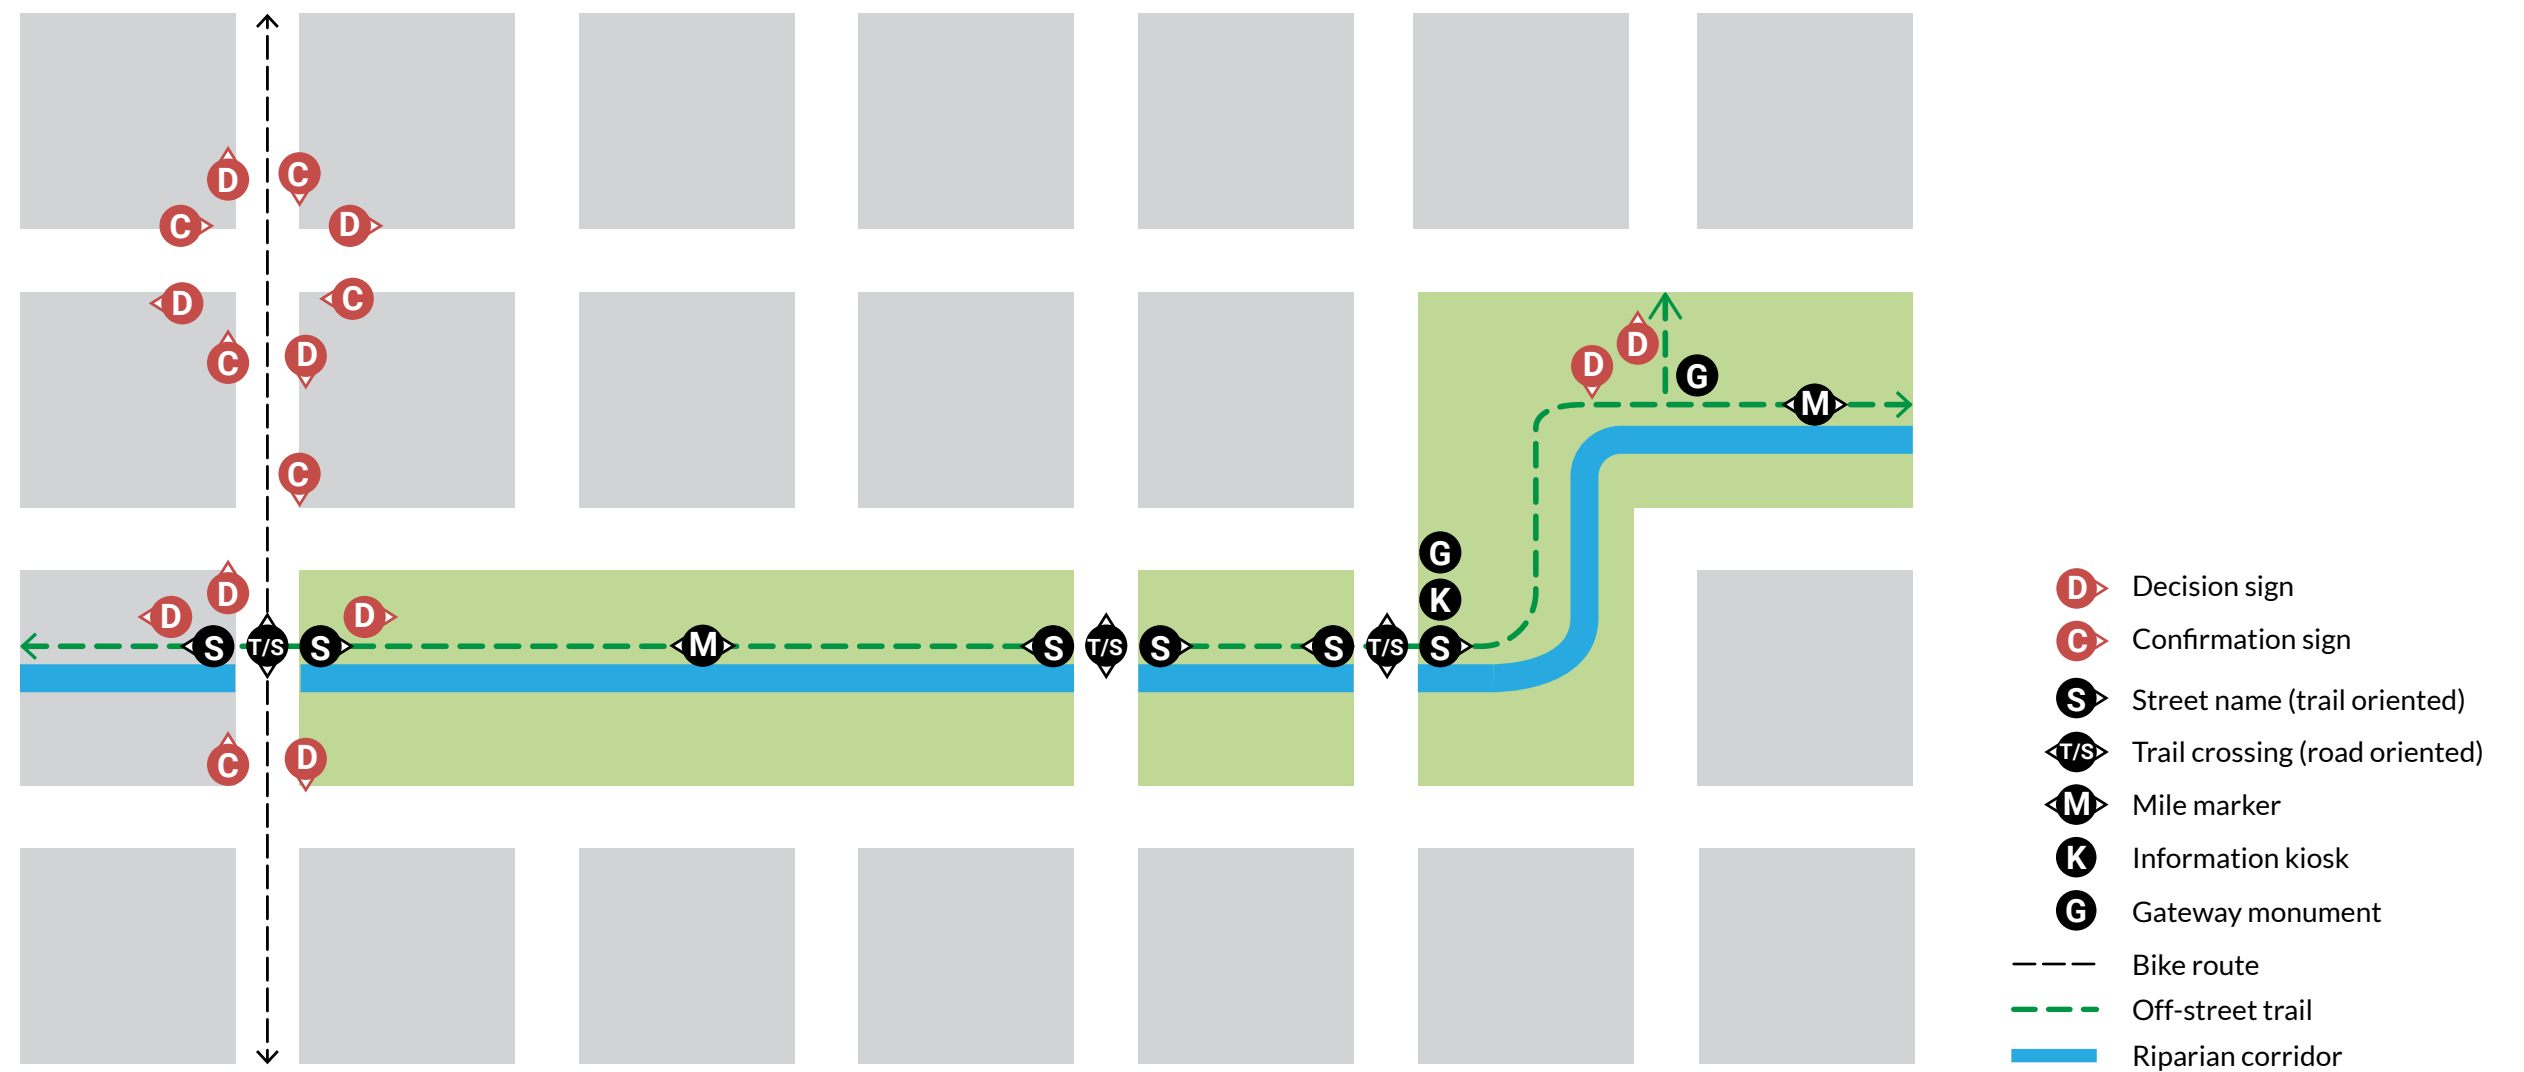 C
D
D
C
D
C
C
D
D
D
G
M
C
G
D
K
D
D
S
T/S
S
M
S
T/S
S
S
T/S
S
C
D
D Decision sign
C Confirmation sign
S Street name (trail oriented)
T/S Trail crossing (road oriented)
M Mile marker
K Information kiosk
G Gateway monument
Bike route
Off-street trail
Riparian corridor